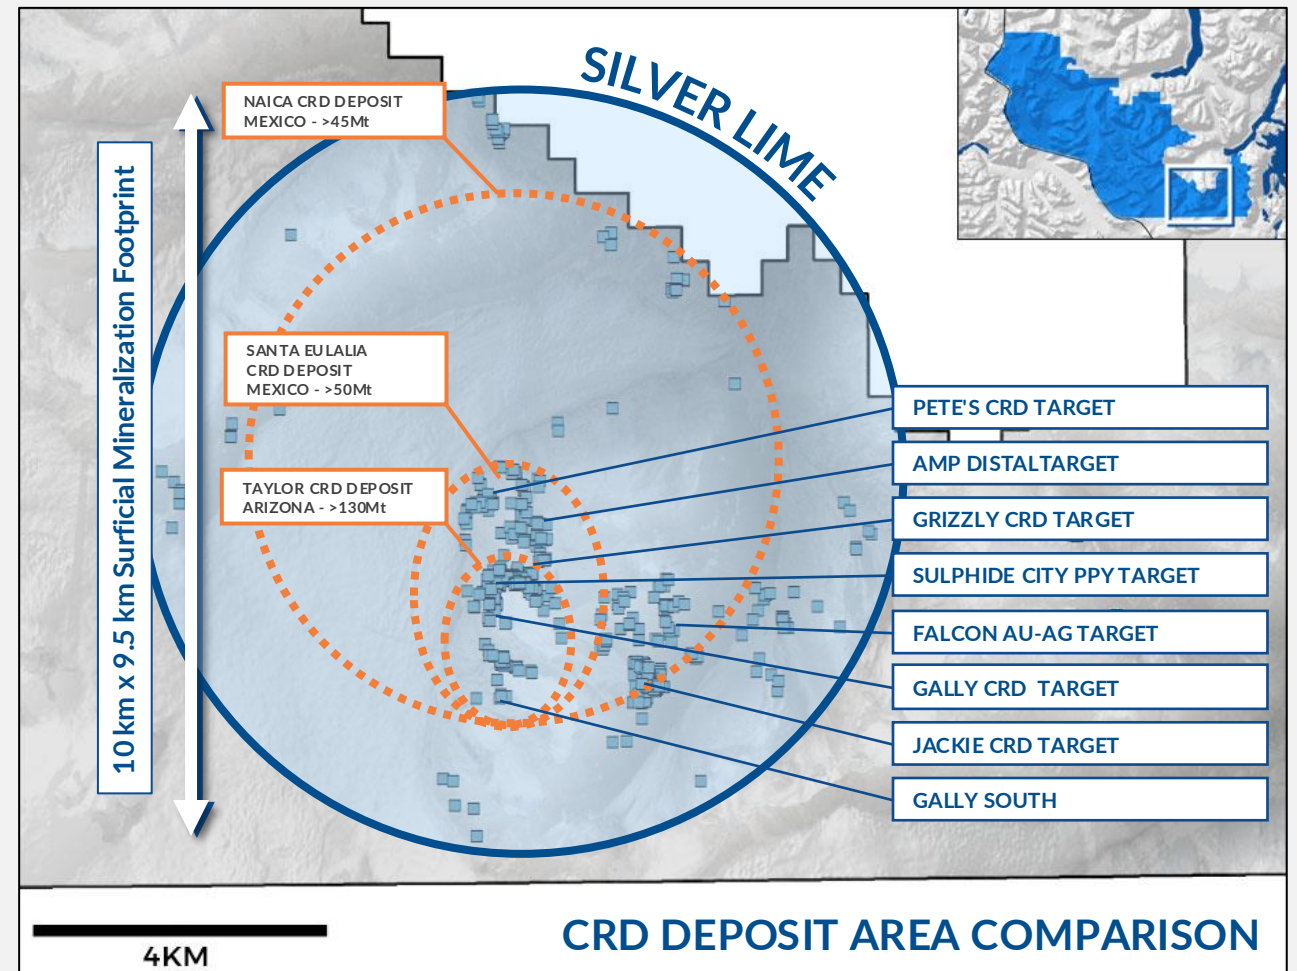 SILVER LIME
NAICA CRD DEPOSIT
MEXICO - >45Mt
10 km x 9.5 km Surficial Mineralization Footprint
SANTA EULALIA
CRD DEPOSIT
MEXICO - >50Mt
TAYLOR CRD DEPOSIT
ARIZONA - >130Mt
PETE'S CRD TARGET
AMP DISTALTARGET
GRIZZLY CRD TARGET
SULPHIDE CITY PPY TARGET
FALCON AU-AG TARGET
GALLY CRD TARGET
JACKIE CRD TARGET
GALLY SOUTH
4KM
CRD DEPOSIT AREA COMPARISON